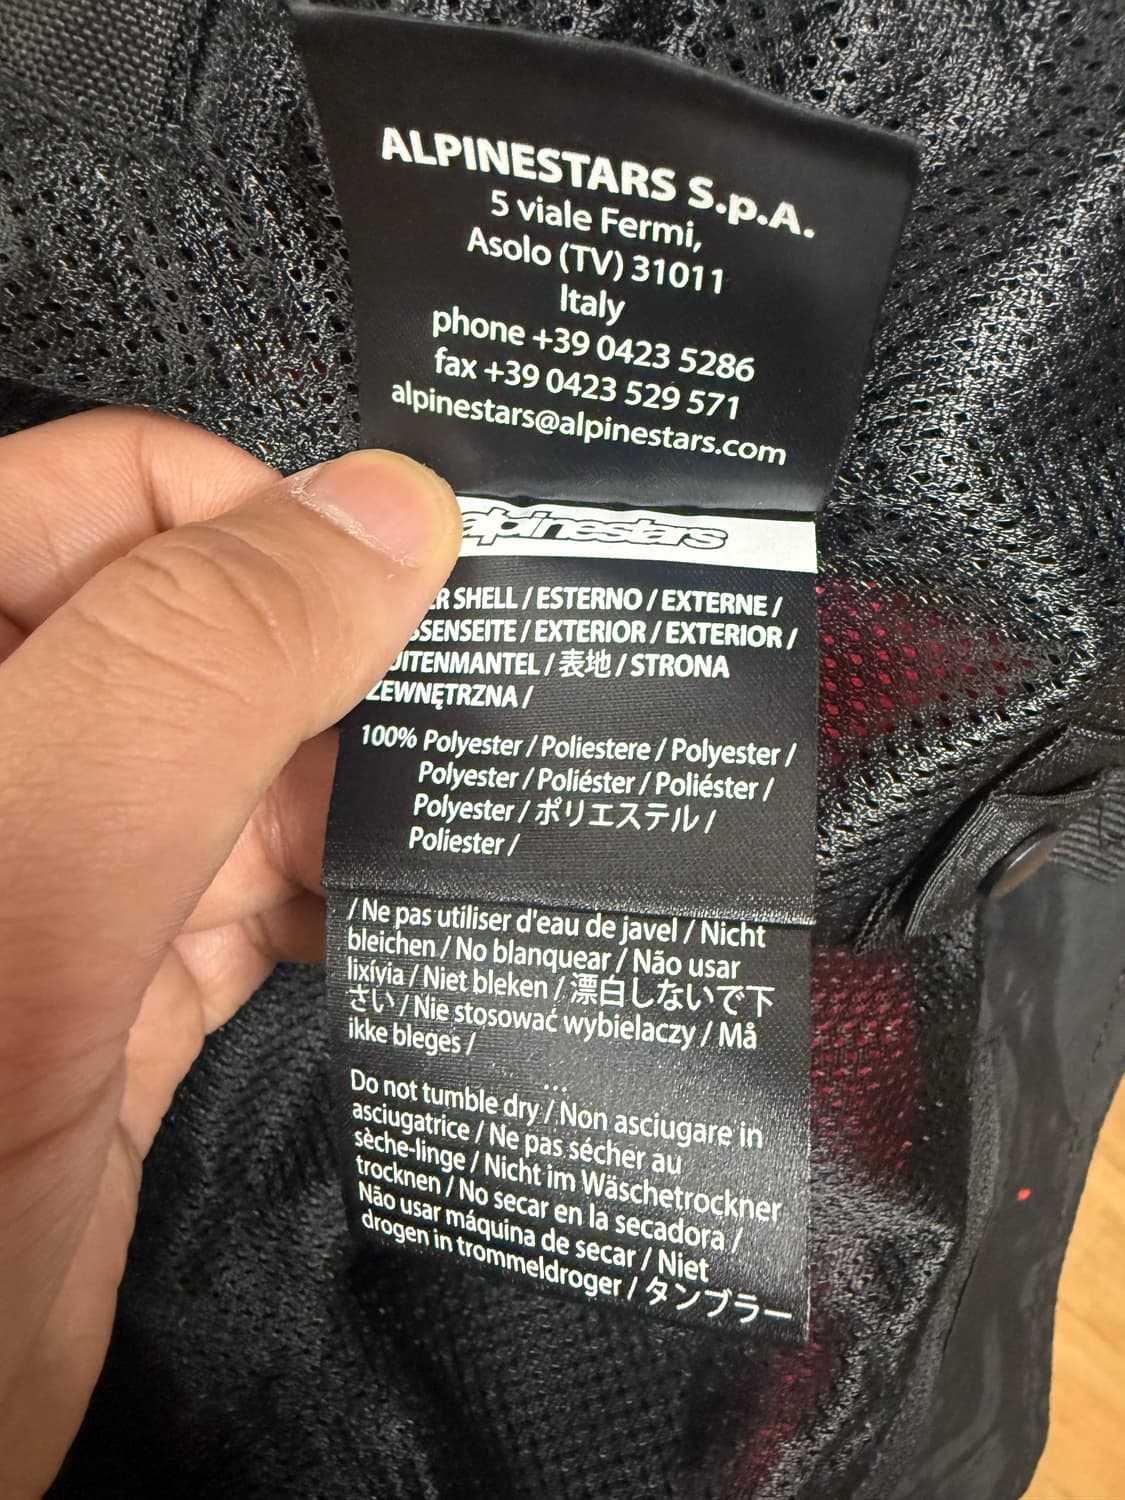 ALPINESTARS S.p.A.
5 viale Fermi,
Asolo (TV) 31011
Italy
phone +39 0423 5286
fax +39 0423 529 571
alpinestars@alpinestars.com
alpinestars
SHELL / ESTERNO / EXTERNE /
/ EXTERIOR / EXTERIOR /
/ 表地 / STRONA
ZEWNĘTRZNA /
100% Polyester / Poliestere / Polyester /
Polyester / Poliéster / Poliéster /
Polyester / ポリエステル /
Poliester /
/ Ne pas utiliser d'eau de javel / Nicht
bleichen / No blanquear / Não usar
lixívia / Niet bleken / 漂白しないで下
さい / Nie stosować wybielaczy / Må
ikke bleges /
...
Do not tumble dry / Non asciugare in
asciugatrice / Ne pas sécher au
sèche-linge / Nicht im Wäschetrockner
trocknen / No secar en la secadora /
Não usar máquina de secar / Niet
drogen in trommeldroger / タンブラー